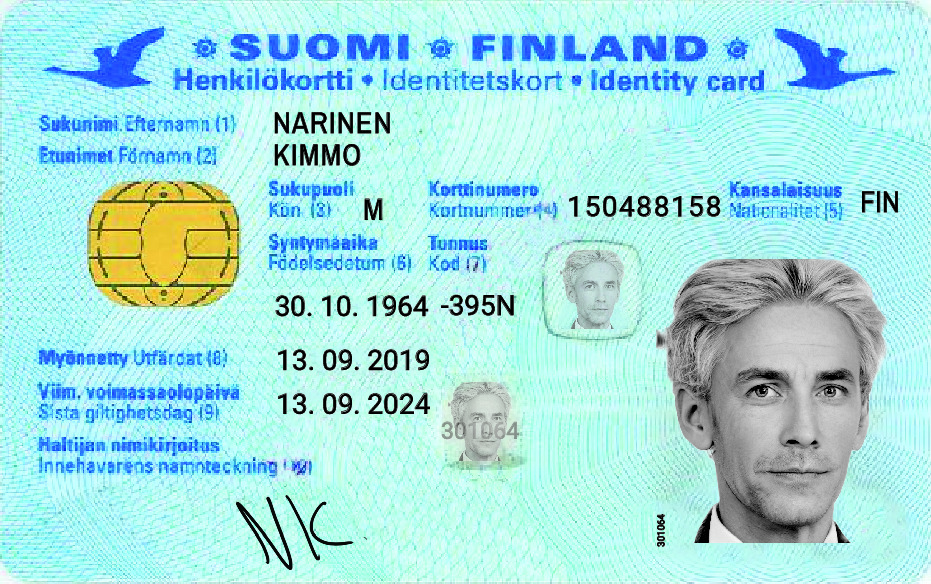 SUOMI FINLAND
Henkilökortti • Identitetskort • Identity card
Sukunimi Efternamn (1) NARINEN
Etunimet Förnamn (2) KIMMO
Sukupuoli Korttinumero Kansalaisuus
Kön (3) M Kortnummer (4) 150488158 Nationalitet (5) FIN
Syntymäaika Tunnus
Födelsedetum (6) Kod (7)
30. 10. 1964 -395N
Myönnetty Utfärdat (8) 13. 09. 2019
Viim. voimassaolopäivä
Sista giltighetsdag (9) 13. 09. 2024
301064
Haltijan nimikirjoitus
Innehavarens namnteckning
NK
301064